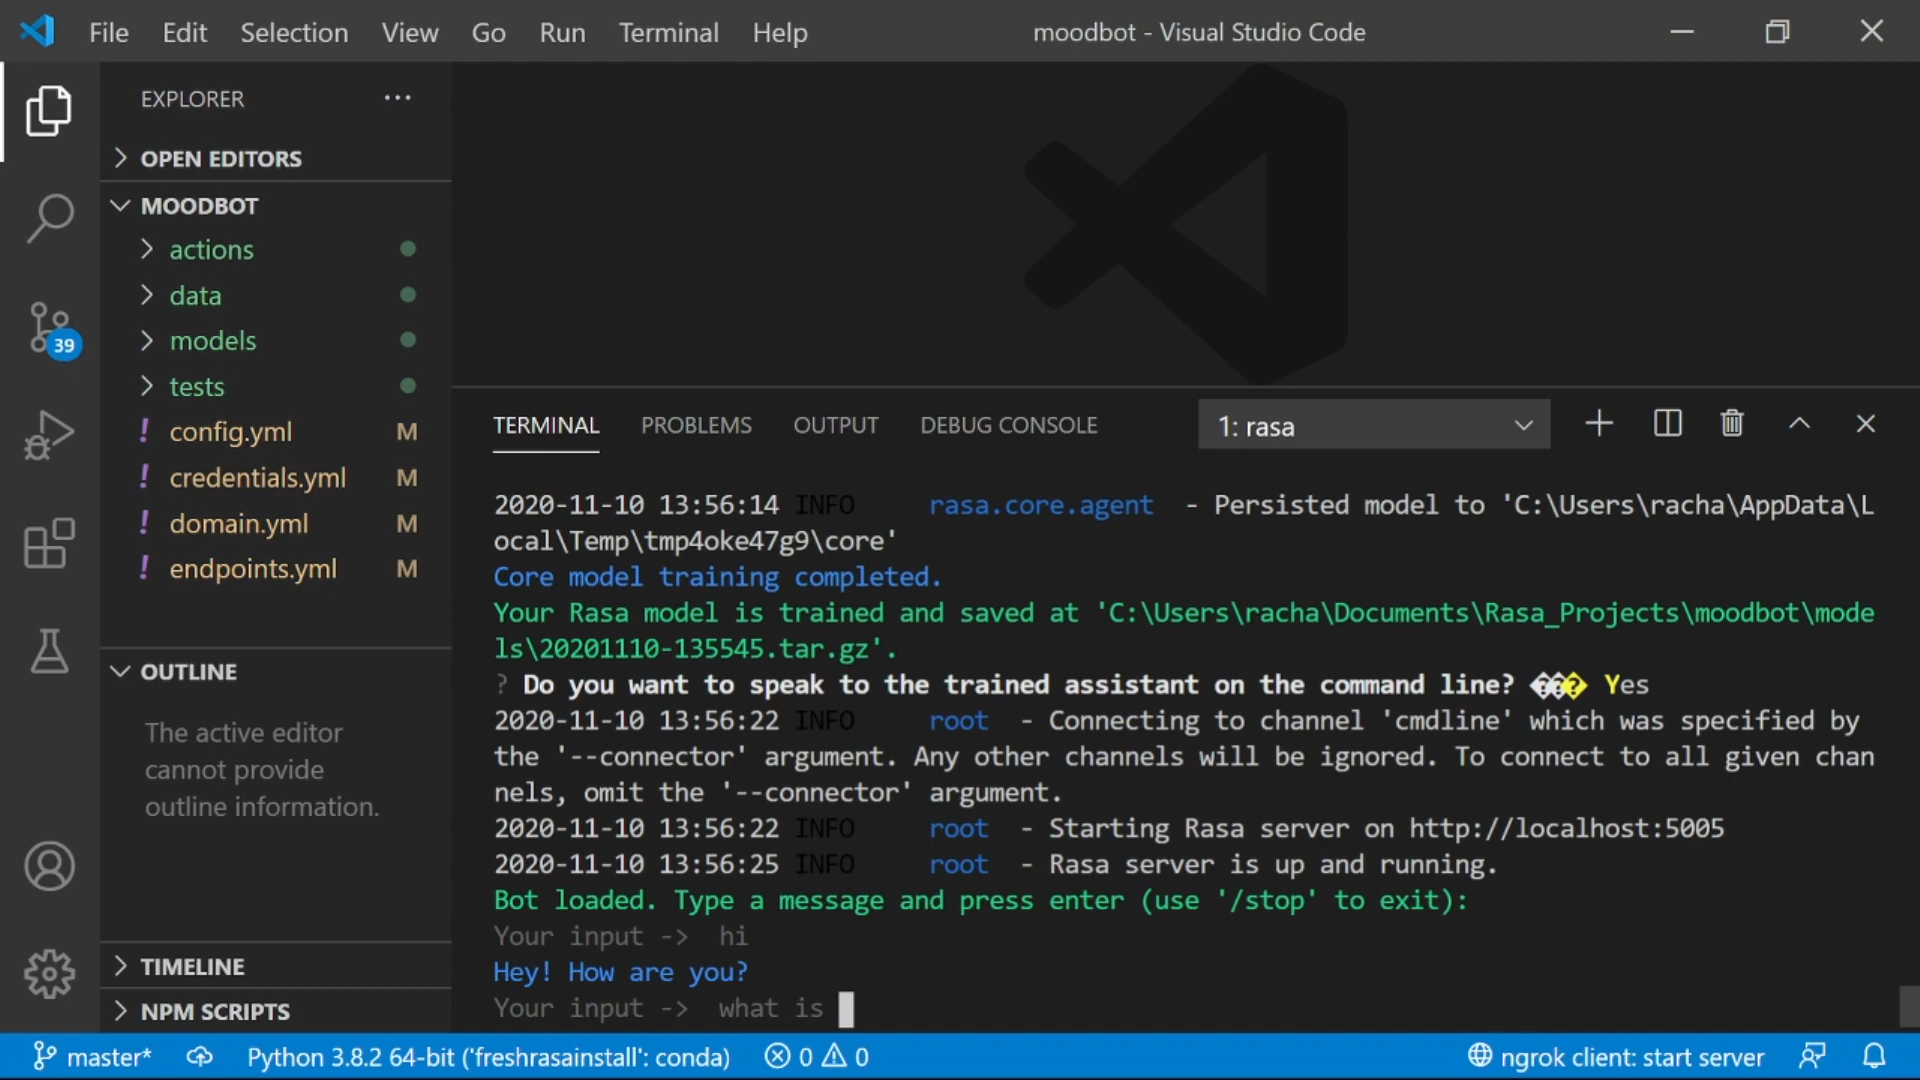 File Edit Selection View Go Run Terminal Help moodbot - Visual Studio Code
EXPLORER ...
OPEN EDITORS
MOODBOT
actions
data
39
models
tests
! config.yml M
! credentials.yml M
! domain.yml M
! endpoints.yml M
OUTLINE
The active editor
cannot provide
outline information.
TIMELINE
NPM SCRIPTS
TERMINAL PROBLEMS OUTPUT DEBUG CONSOLE 1: rasa
2020-11-10 13:56:14 INFO rasa.core.agent - Persisted model to 'C:\Users\racha\AppData\L
ocal\Temp\tmp4oke47g9\core'
Core model training completed.
Your Rasa model is trained and saved at 'C:\Users\racha\Documents\Rasa_Projects\moodbot\mode
ls\20201110-135545.tar.gz'.
? Do you want to speak to the trained assistant on the command line? ���� Yes
2020-11-10 13:56:22 INFO root - Connecting to channel 'cmdline' which was specified by
the '--connector' argument. Any other channels will be ignored. To connect to all given chan
nels, omit the '--connector' argument.
2020-11-10 13:56:22 INFO root - Starting Rasa server on http://localhost:5005
2020-11-10 13:56:25 INFO root - Rasa server is up and running.
Bot loaded. Type a message and press enter (use '/stop' to exit):
Your input -> hi
Hey! How are you?
Your input -> what is
master* Python 3.8.2 64-bit ('freshrasainstall': conda) 0 0 ngrok client: start server